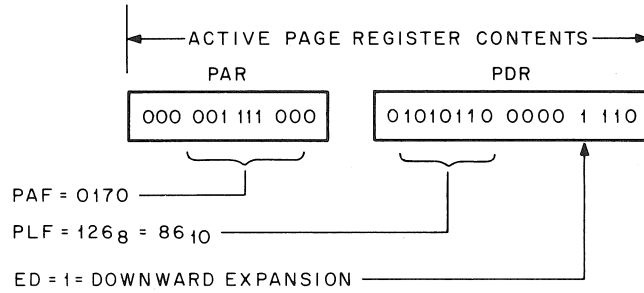 ACTIVE PAGE REGISTER CONTENTS
PAR PDR
000 001 111 000 01010110 0000 1 110
PAF = 0170
PLF = 126₈ = 86₁₀
ED = 1 = DOWNWARD EXPANSION